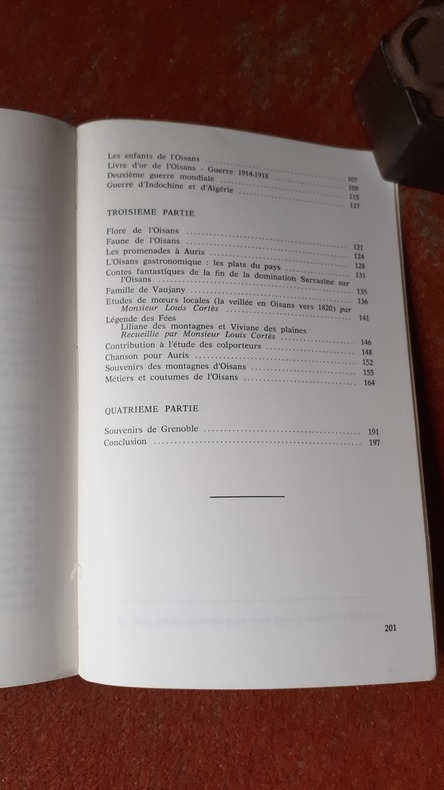 Les enfants de l'Oisans ........ 107
Livre d'or de l'Oisans - Guerre 1914-1918 ........ 109
Deuxième guerre mondiale ........ 115
Guerre d'Indochine et d'Algérie ........ 117
TROISIEME PARTIE
Flore de l'Oisans ........ 121
Faune de l'Oisans ........ 124
Les promenades à Auris ........ 128
L'Oisans gastronomique : les plats du pays ........ 131
Contes fantastiques de la fin de la domination Sarrasine sur
l'Oisans ........ 135
Famille de Vaujany ........ 136
Etudes de mœurs locales (la veillée en Oisans vers 1820) par
Monsieur Louis Cortès ........ 141
Légende des Fées
Liliane des montagnes et Viviane des plaines
Recueillie par Monsieur Louis Cortès ........ 146
Contribution à l'étude des colporteurs ........ 148
Chanson pour Auris ........ 152
Souvenirs des montagnes d'Oisans ........ 155
Métiers et coutumes de l'Oisans ........ 164
QUATRIEME PARTIE
Souvenirs de Grenoble ........ 191
Conclusion ........ 197
201